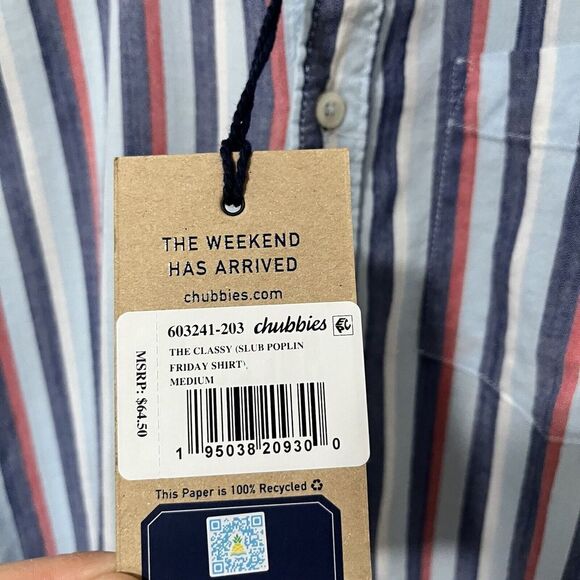 THE WEEKEND
HAS ARRIVED
chubbies.com
603241-203 chubbies
THE CLASSY (SLUB POPLIN
FRIDAY SHIRT),
MEDIUM
MSRP: $64.50
1 95038 20930 0
This Paper is 100% Recycled